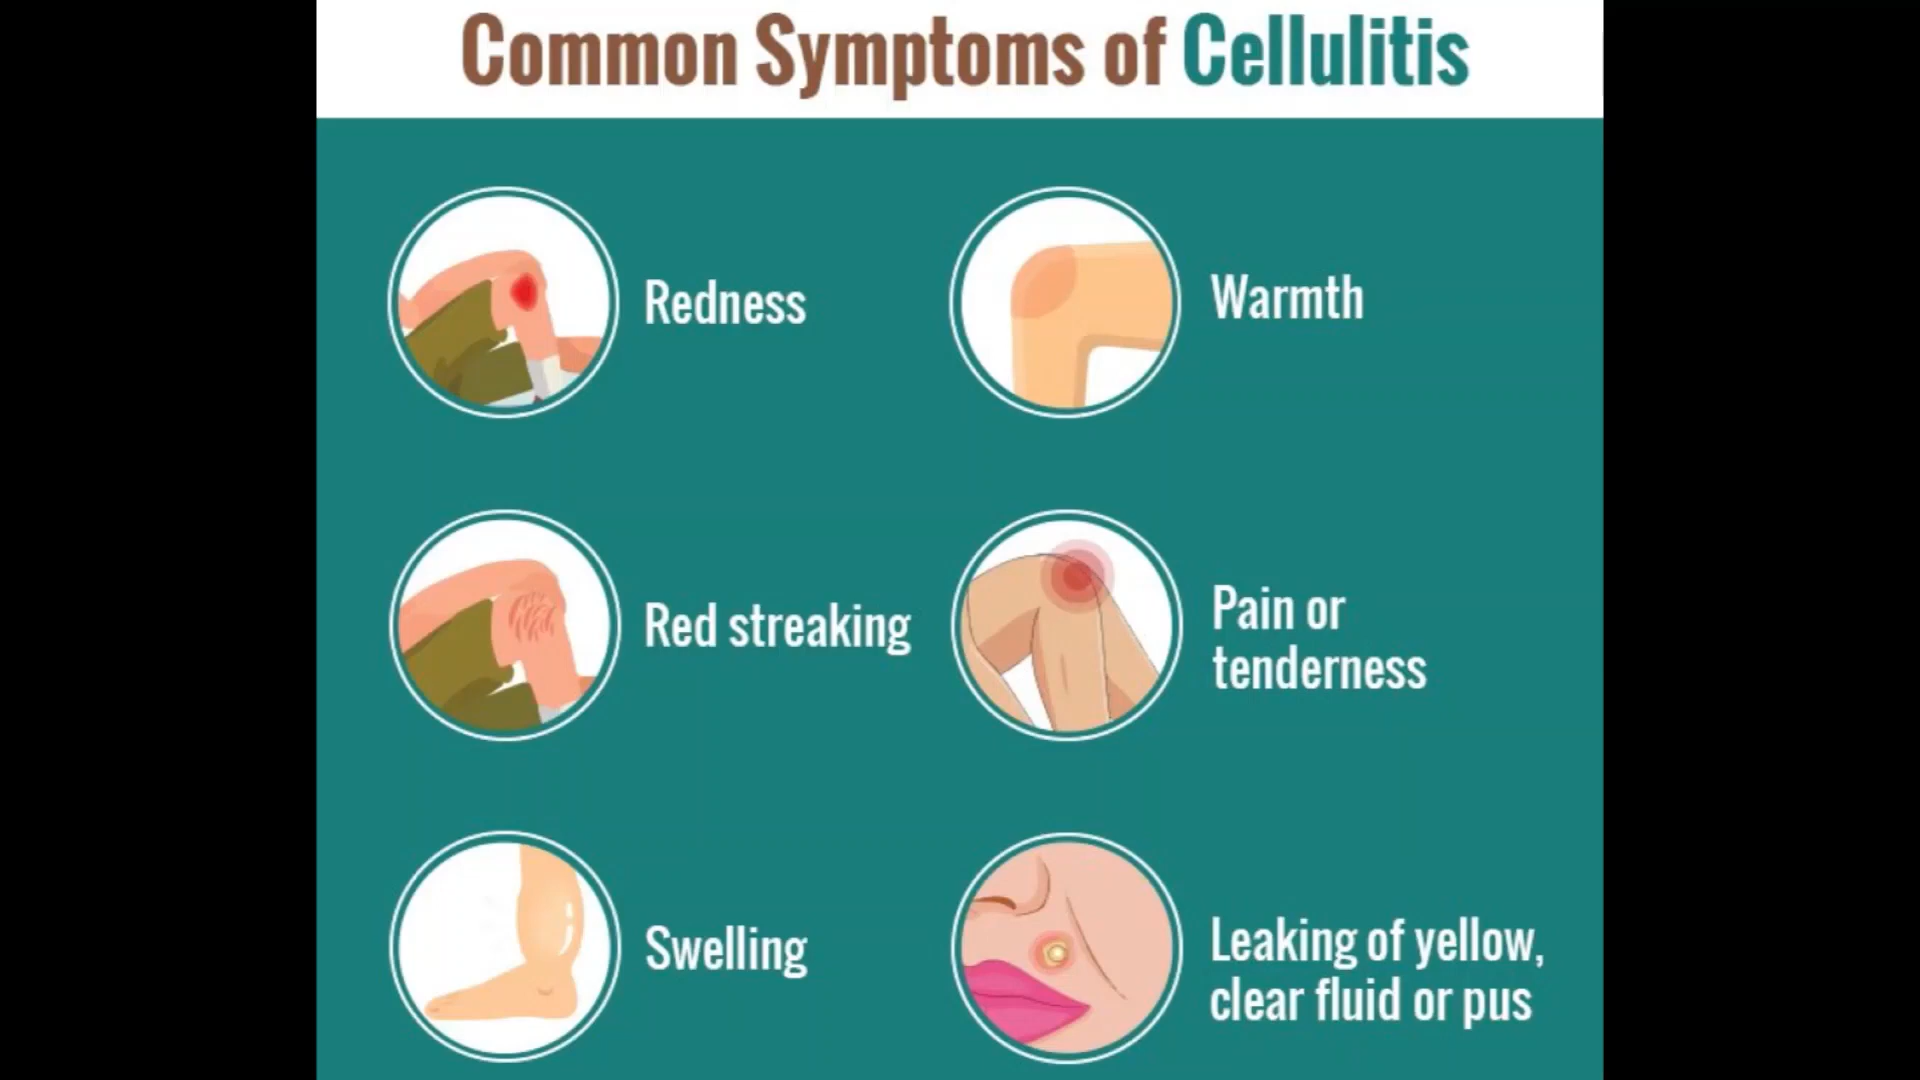 Common Symptoms of Cellulitis
Redness
Warmth
Red streaking
Pain or
tenderness
Swelling
Leaking of yellow,
clear fluid or pus